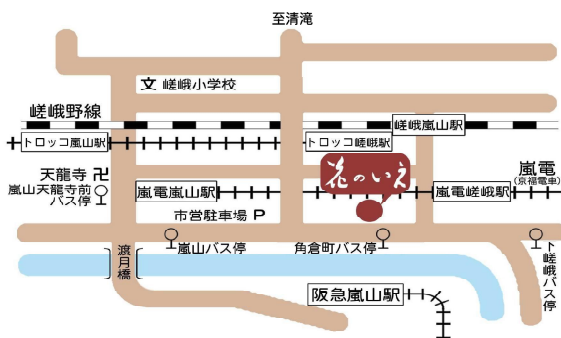 至清滝
文 嵯峨小学校
嵯峨野線
嵯峨嵐山駅
トロッコ嵐山駅
トロッコ嵯峨駅
天龍寺 卍
嵐山天龍寺前
バス停
嵐電嵐山駅
花のいえ
嵐電嵯峨駅
嵐電
(京福電車)
市営駐車場 P
嵐山バス停
角倉町バス停
下嵯峨バス停
渡月橋
阪急嵐山駅